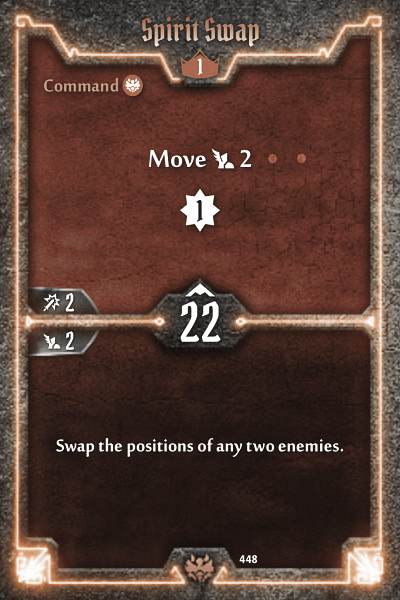 Spirit Swap
1
Command
Move 2
1
2
22
2
Swap the positions of any two enemies.
448